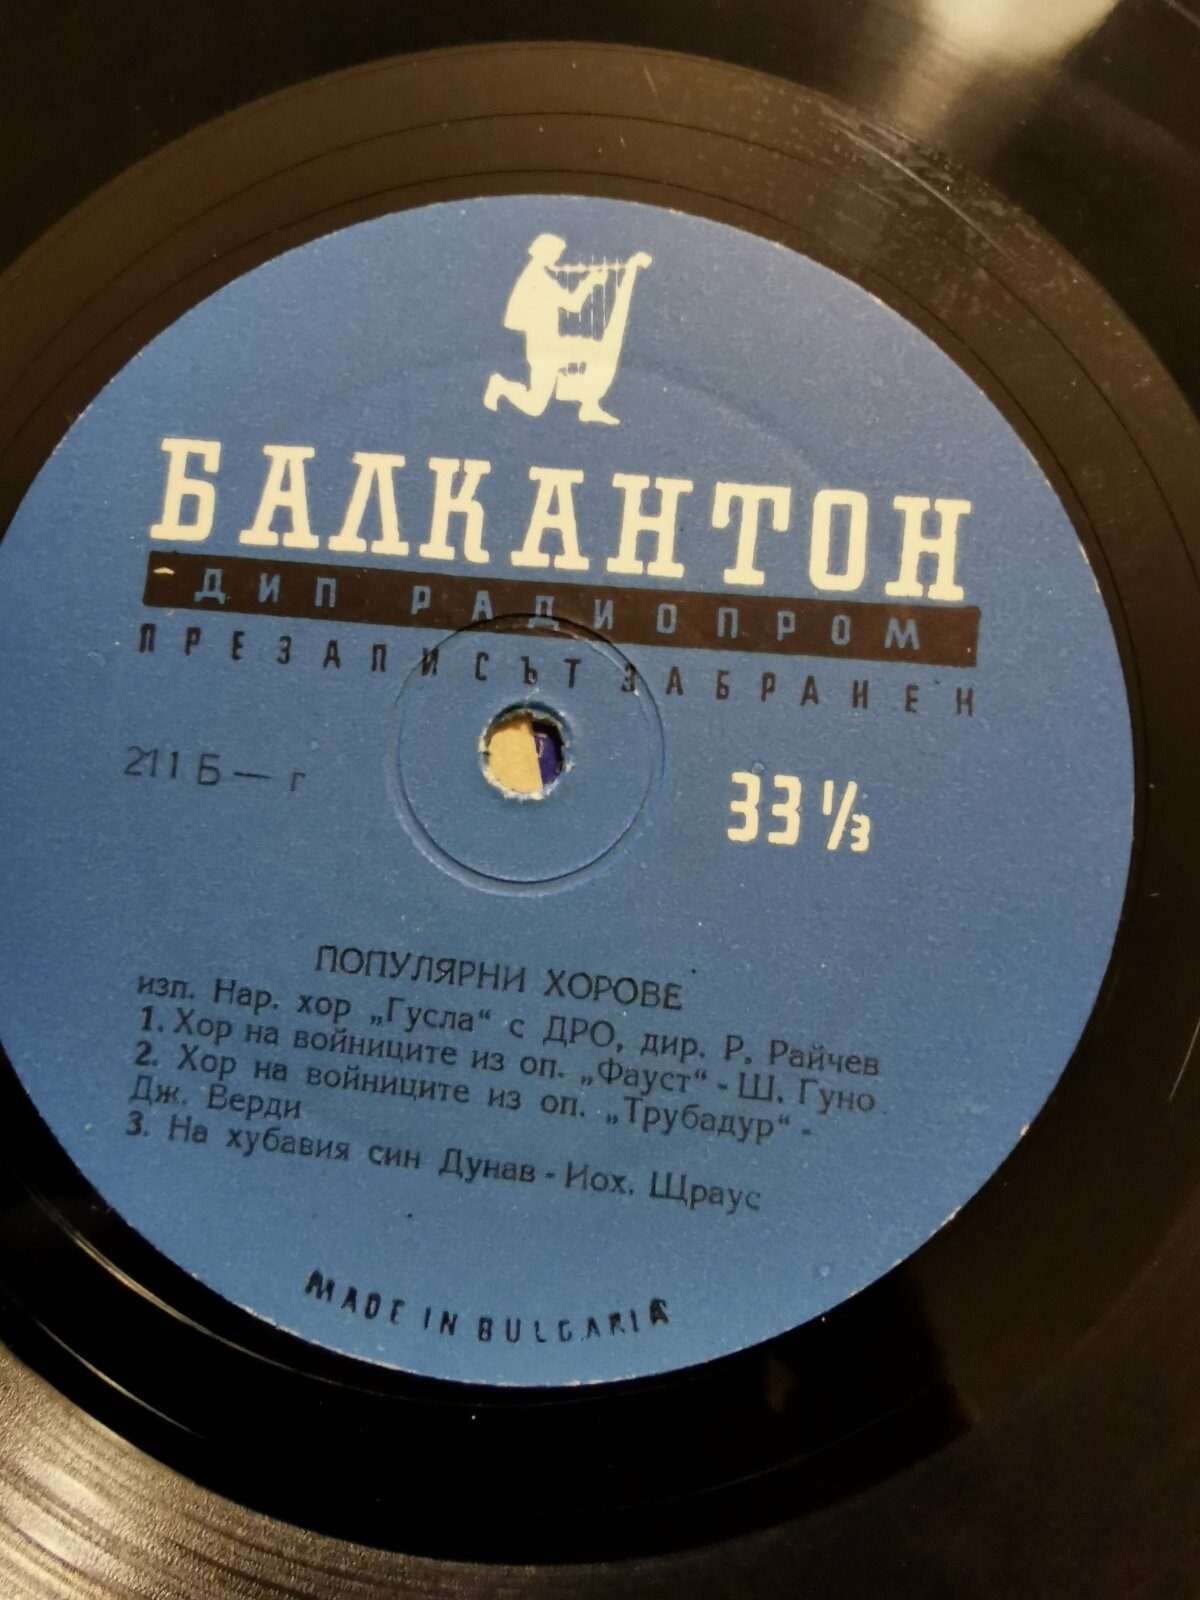 БАЛКАНТОН
ДИП РАДИОПРОМ
ПРЕЗАПИСЪТ ЗАБРАНЕН
211 Б — г
33 1/3
ПОПУЛЯРНИ ХОРОВЕ
изп. Нар. хор „Гусла“ с ДРО, дир. Р. Райчев
1. Хор на войниците из оп. „Фауст“ - Ш. Гуно
2. Хор на войниците из оп. „Трубадур“ -
Дж. Верди
3. На хубавия син Дунав - Иох. Щраус
MADE IN BULGARIA